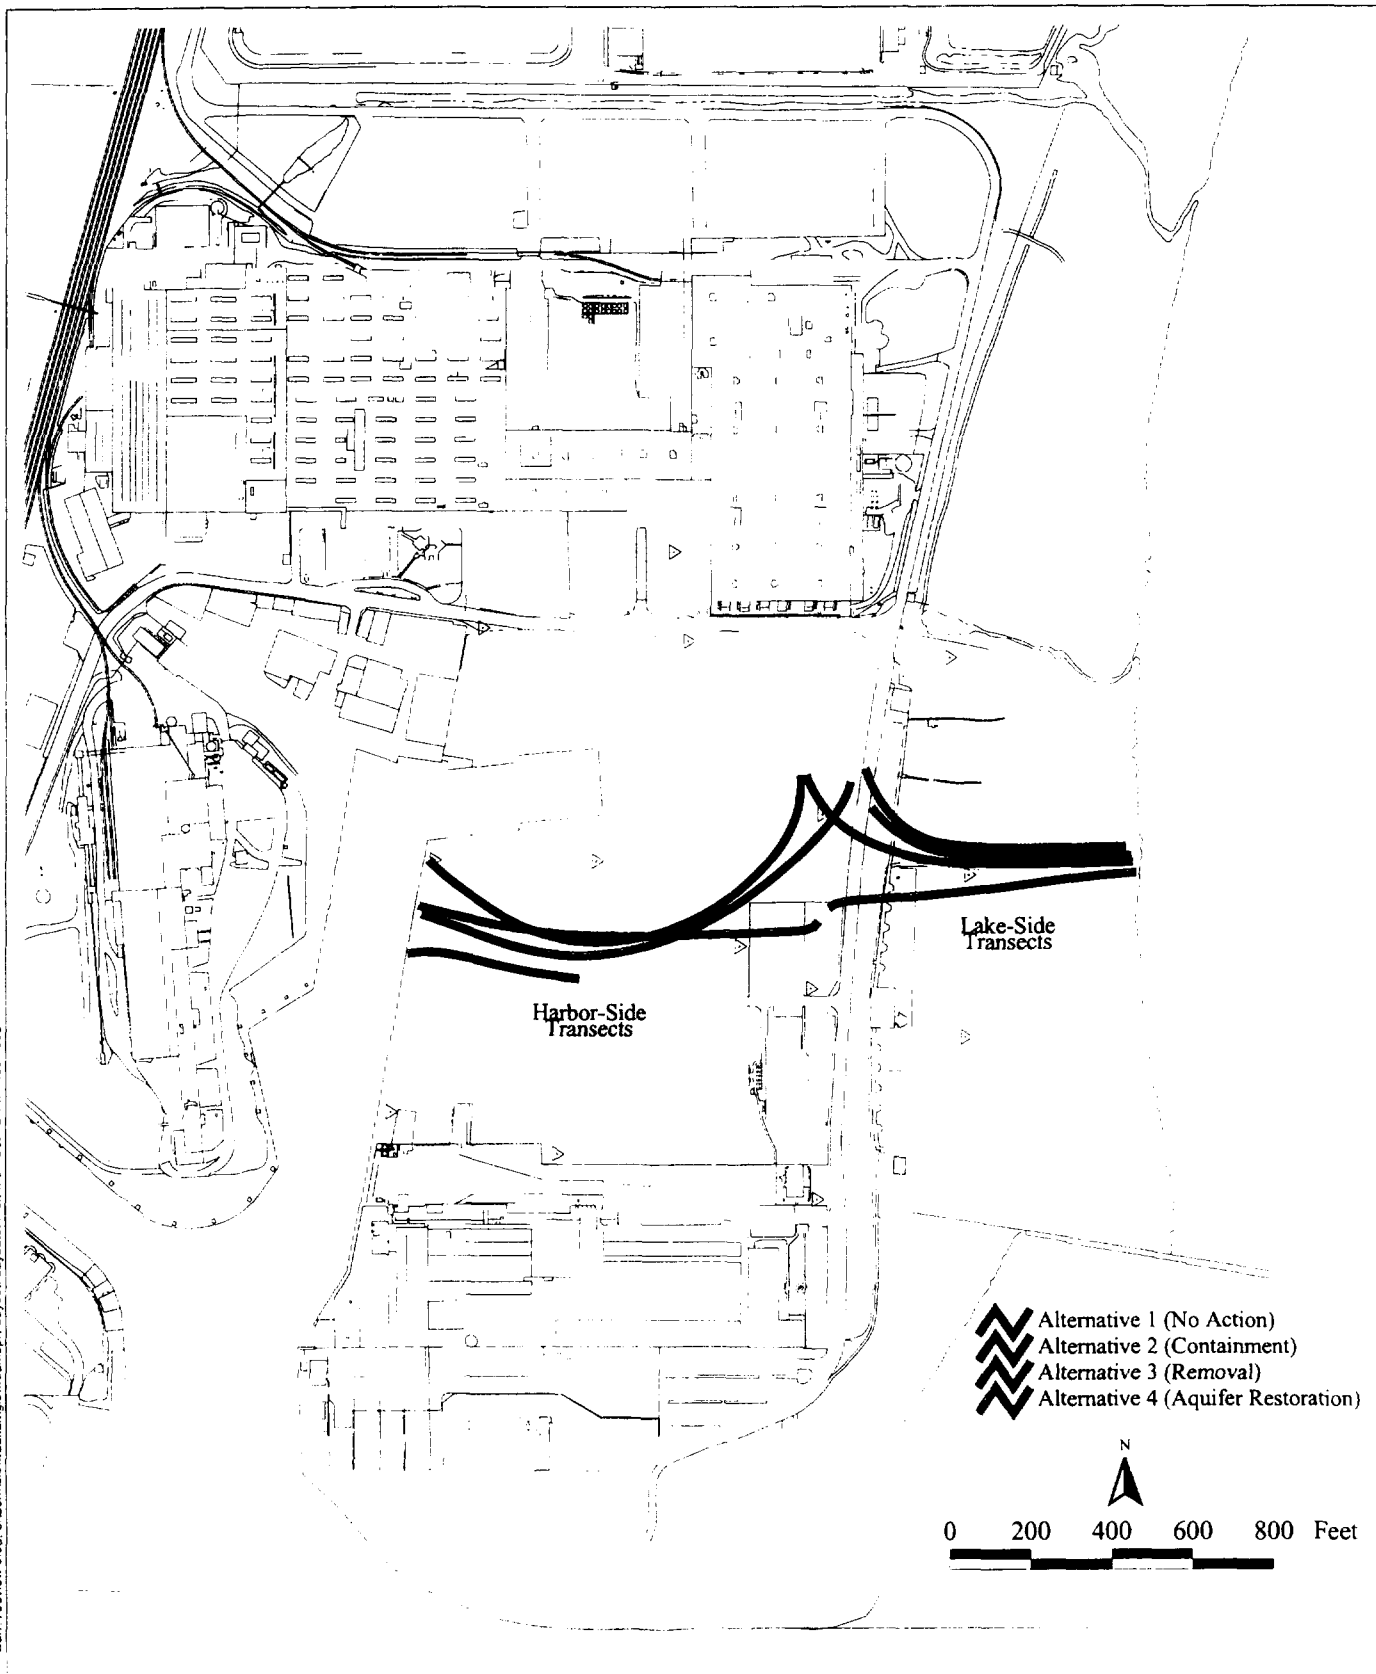 Lake-Side
Transects
Harbor-Side
Transects
Alternative 1 (No Action)
Alternative 2 (Containment)
Alternative 3 (Removal)
Alternative 4 (Aquifer Restoration)
N
0 200 400 600 800 Feet